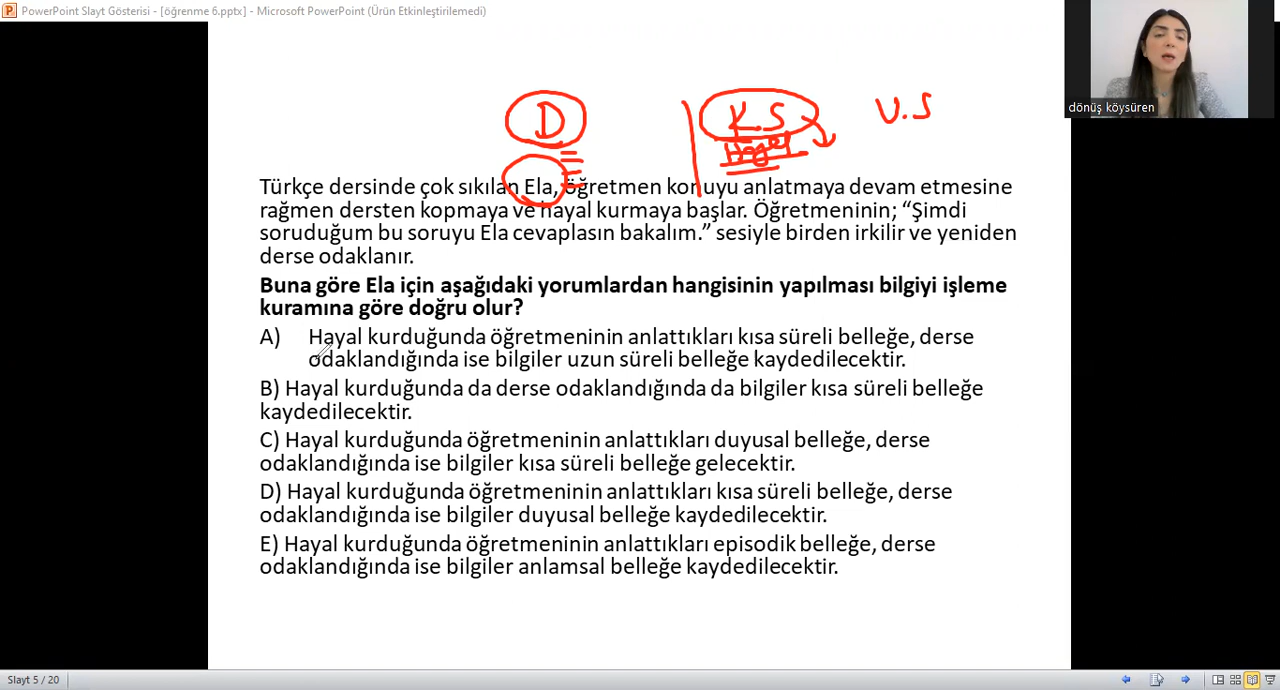 PowerPoint Slayt Gösterisi - [öğrenme 6.pptx] - Microsoft PowerPoint (Ürün Etkinleştirilemedi)
dönüş köysüren
D
K.S
U.S
Hayal
Türkçe dersinde çok sıkılan Ela, öğretmen konuyu anlatmaya devam etmesine
rağmen dersten kopmaya ve hayal kurmaya başlar. Öğretmeninin; “Şimdi
soruduğum bu soruyu Ela cevaplasın bakalım.” sesiyle birden irkilir ve yeniden
derse odaklanır.
Buna göre Ela için aşağıdaki yorumlardan hangisinin yapılması bilgiyi işleme
kuramına göre doğru olur?
A) Hayal kurduğunda öğretmeninin anlattıkları kısa süreli belleğe, derse
odaklandığında ise bilgiler uzun süreli belleğe kaydedilecektir.
B) Hayal kurduğunda da derse odaklandığında da bilgiler kısa süreli belleğe
kaydedilecektir.
C) Hayal kurduğunda öğretmeninin anlattıkları duyusal belleğe, derse
odaklandığında ise bilgiler kısa süreli belleğe gelecektir.
D) Hayal kurduğunda öğretmeninin anlattıkları kısa süreli belleğe, derse
odaklandığında ise bilgiler duyusal belleğe kaydedilecektir.
E) Hayal kurduğunda öğretmeninin anlattıkları episodik belleğe, derse
odaklandığında ise bilgiler anlamsal belleğe kaydedilecektir.
Slayt 5 / 20